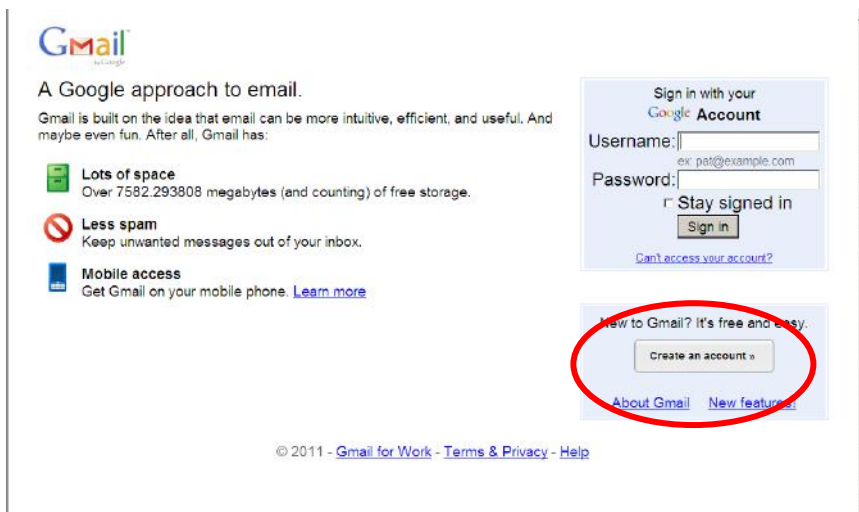 Gmail
by Google
A Google approach to email.
Gmail is built on the idea that email can be more intuitive, efficient, and useful. And
maybe even fun. After all, Gmail has:
Lots of space
Over 7582.293808 megabytes (and counting) of free storage.
Less spam
Keep unwanted messages out of your inbox.
Mobile access
Get Gmail on your mobile phone. Learn more
Sign in with your
Google Account
Username:
ex: pat@example.com
Password:
Stay signed in
Sign in
Can't access your account?
New to Gmail? It's free and easy.
Create an account »
About Gmail New features!
© 2011 - Gmail for Work - Terms & Privacy - Help